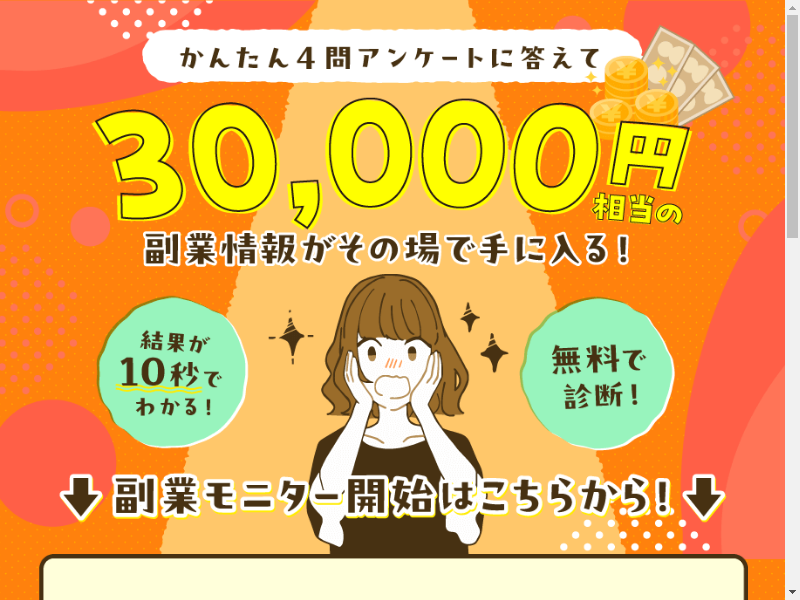 かんたん4問アンケートに答えて
30,000円
相当の
副業情報がその場で手に入る！
結果が
10秒で
わかる！
無料で
診断！
副業モニター開始はこちらから！